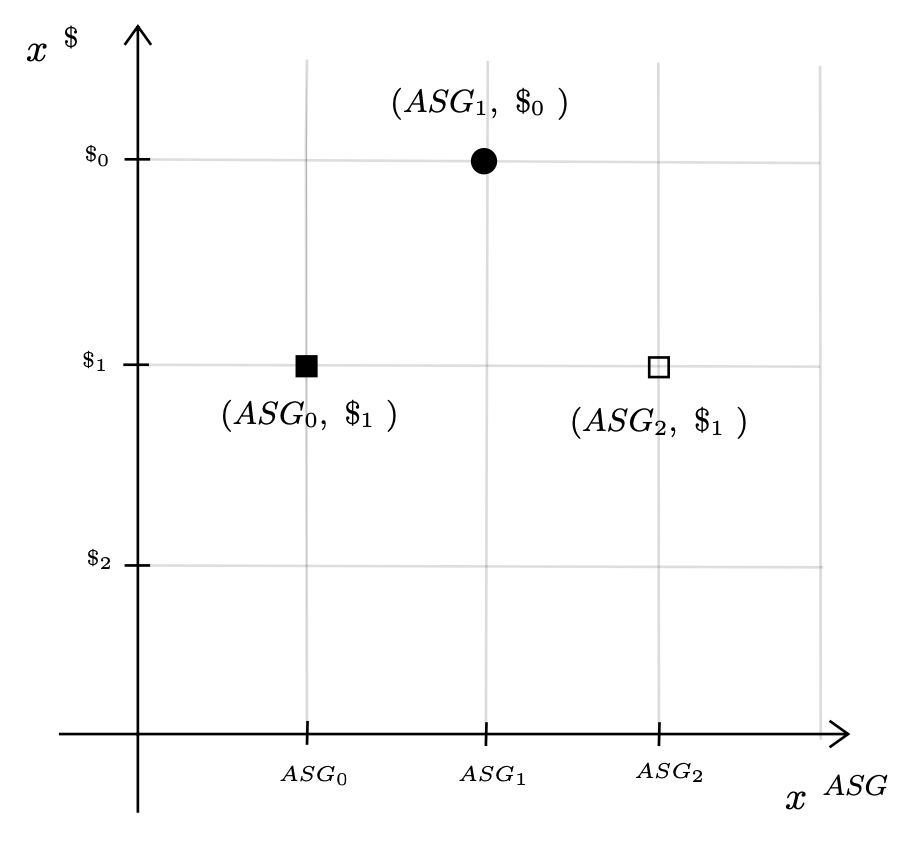 x $
(ASG₁, $₀ )
$₀
$₁
(ASG₀, $₁ )
(ASG₂, $₁ )
$₂
ASG₀
ASG₁
ASG₂
x ASG